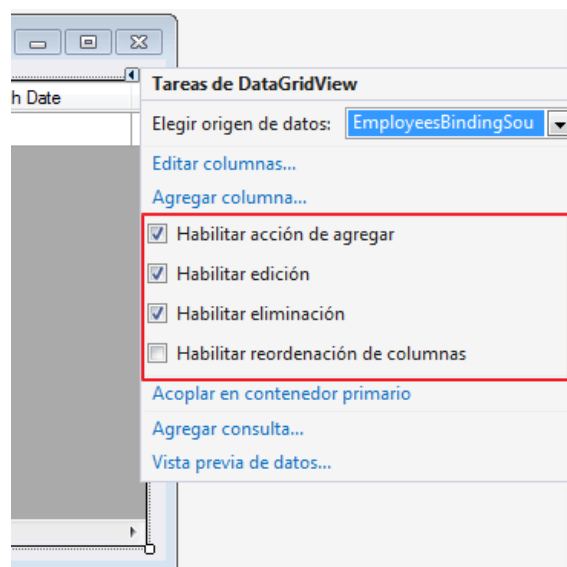 h Date
Tareas de DataGridView
Elegir origen de datos: EmployeesBindingSou
Editar columnas...
Agregar columna...
Habilitar acción de agregar
Habilitar edición
Habilitar eliminación
Habilitar reordenación de columnas
Acoplar en contenedor primario
Agregar consulta...
Vista previa de datos...